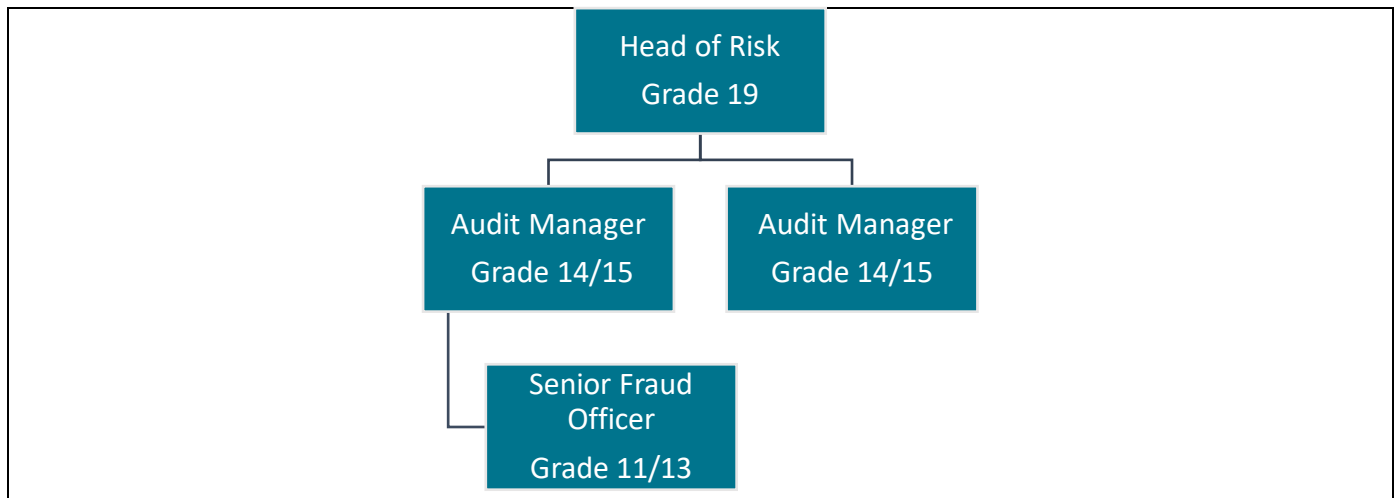 Head of Risk
Grade 19
Audit Manager
Grade 14/15
Audit Manager
Grade 14/15
Senior Fraud
Officer
Grade 11/13